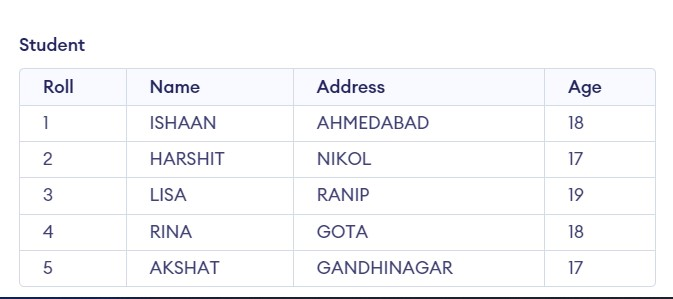 Student
Roll Name Address Age
1 ISHAAN AHMEDABAD 18
2 HARSHIT NIKOL 17
3 LISA RANIP 19
4 RINA GOTA 18
5 AKSHAT GANDHINAGAR 17